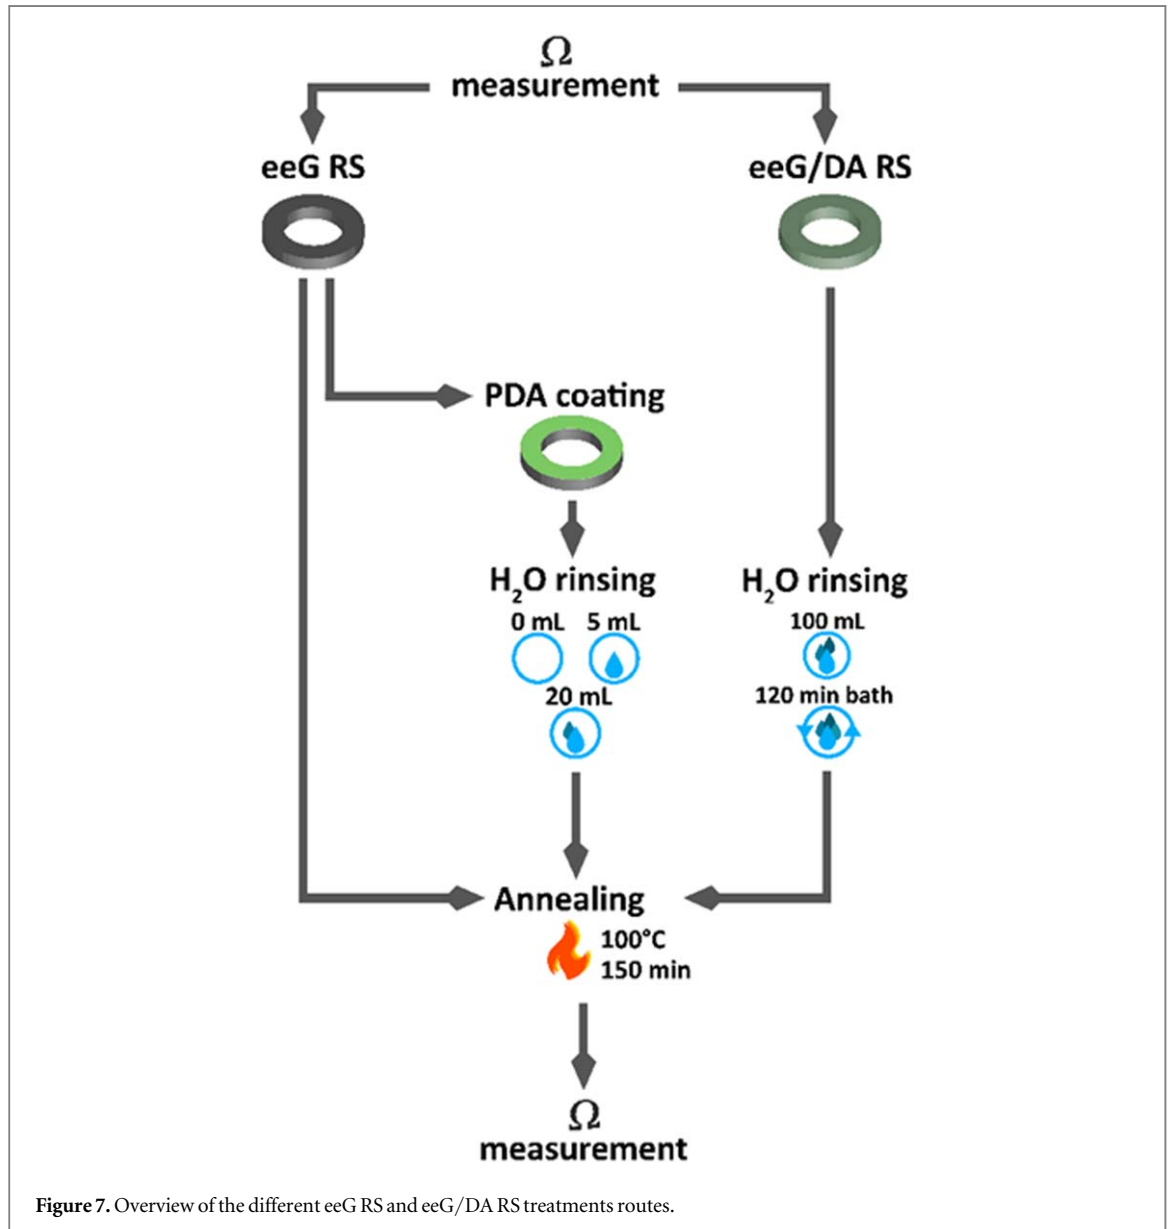 Ω
measurement
eeG RS
eeG/DA RS
PDA coating
H₂O rinsing
0 mL 5 mL
20 mL
H₂O rinsing
100 mL
120 min bath
Annealing
100°C
150 min
Ω
measurement
Figure 7. Overview of the different eeG RS and eeG/DA RS treatments routes.